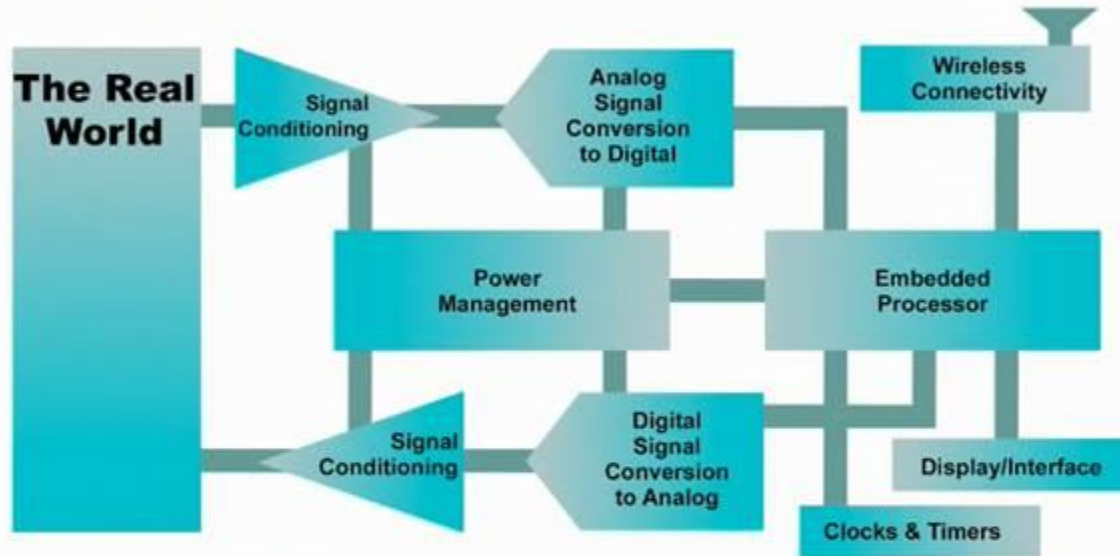 The Real
World
Signal
Conditioning
Analog
Signal
Conversion
to Digital
Wireless
Connectivity
Power
Management
Embedded
Processor
Signal
Conditioning
Digital
Signal
Conversion
to Analog
Display/Interface
Clocks & Timers